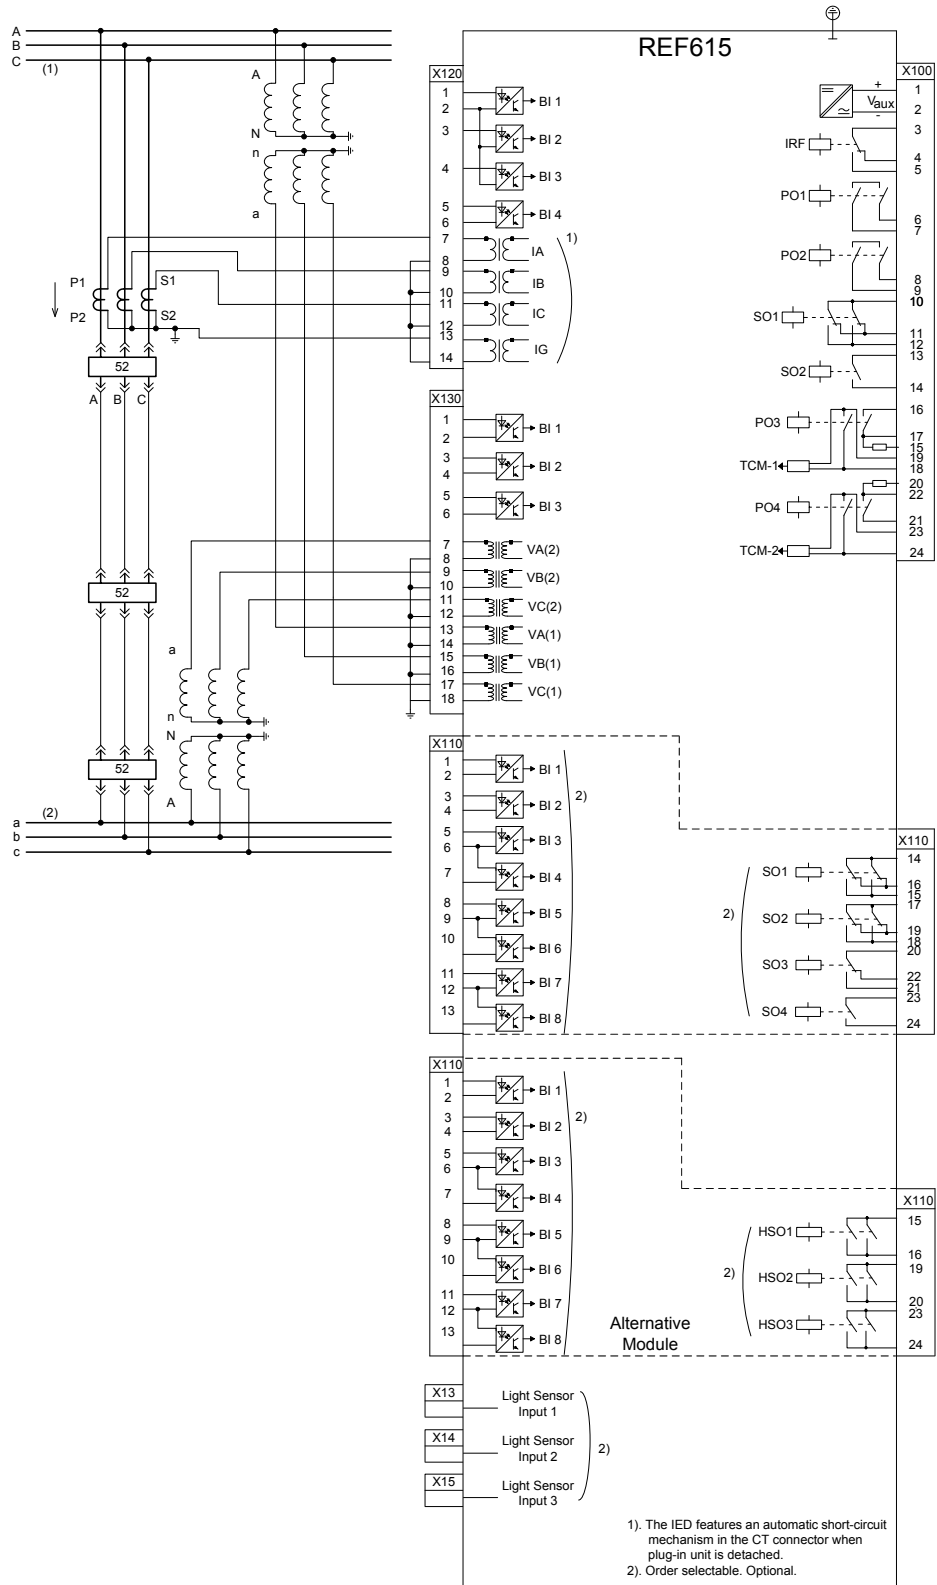 REF615
A
B
C
(1)
A
N
n
a
P1
S1
P2
S2
52
A
B
C
52
a
n
N
A
52
(2)
a
b
c
X120
1
2
3
4
5
6
7
8
9
10
11
12
13
14
BI 1
BI 2
BI 3
BI 4
IA
IB
IC
IG
1)
X130
1
2
3
4
5
6
7
8
9
10
11
12
13
14
15
16
17
18
BI 1
BI 2
BI 3
VA(2)
VB(2)
VC(2)
VA(1)
VB(1)
VC(1)
X110
1
2
3
4
5
6
7
8
9
10
11
12
13
BI 1
BI 2
BI 3
BI 4
BI 5
BI 6
BI 7
BI 8
2)
X110
1
2
3
4
5
6
7
8
9
10
11
12
13
BI 1
BI 2
BI 3
BI 4
BI 5
BI 6
BI 7
BI 8
2)
X13
Light Sensor
Input 1
X14
Light Sensor
Input 2
2)
X15
Light Sensor
Input 3
X100
+
Vaux
-
IRF
PO1
PO2
SO1
SO2
PO3
TCM-1
PO4
TCM-2
1
2
3
4
5
6
7
8
9
10
11
12
13
14
16
17
15
19
18
20
22
21
23
24
X110
2)
SO1
SO2
SO3
SO4
14
16
15
17
19
18
20
22
21
23
24
X110
2)
HSO1
HSO2
HSO3
15
16
19
20
23
24
Alternative
Module
1). The IED features an automatic short-circuit
mechanism in the CT connector when
plug-in unit is detached.
2). Order selectable. Optional.